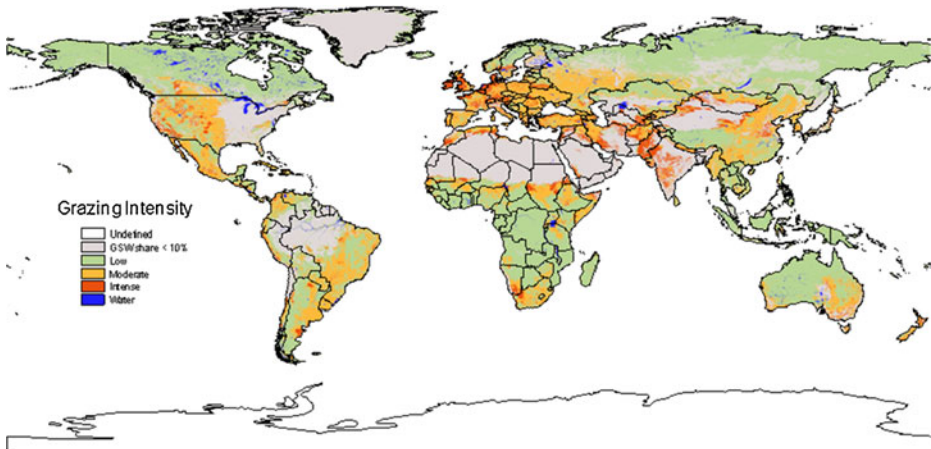 Grazing Intensity
Undefined
GSWshare < 10%
Low
Moderate
Intense
Water